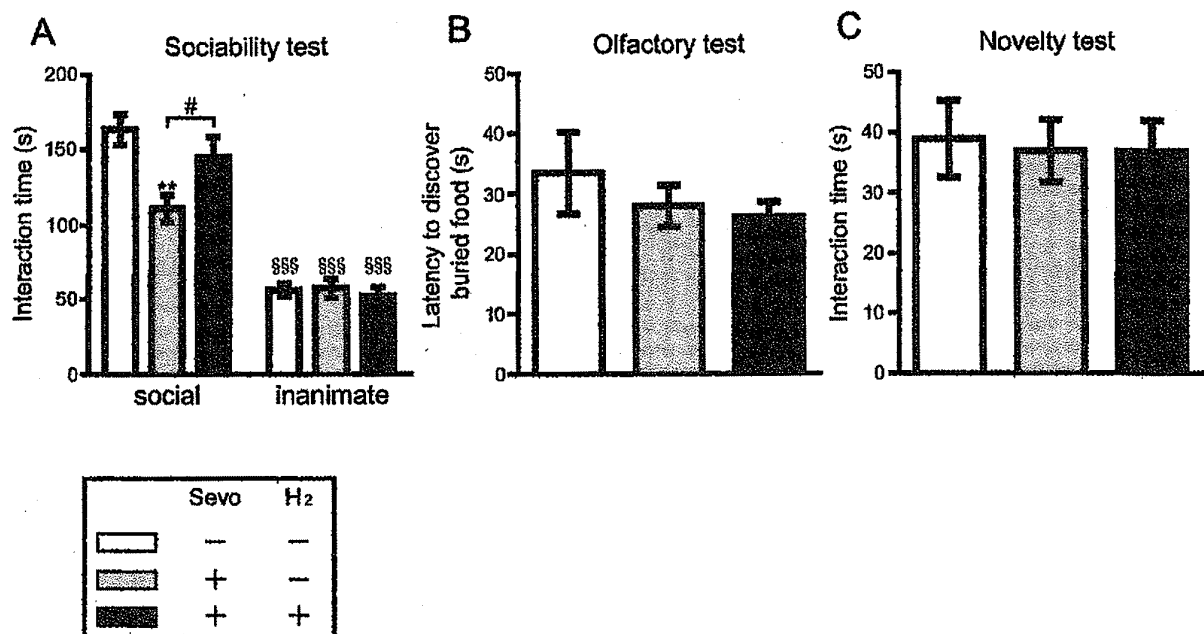 A
Sociability test
Interaction time (s)
200
150
100
50
0
#
**
§§§ §§§ §§§
social inanimate
B
Olfactory test
Latency to discover
buried food (s)
50
40
30
20
10
0
C
Novelty test
Interaction time (s)
50
40
30
20
10
0
Sevo H₂
− −
+ −
+ +